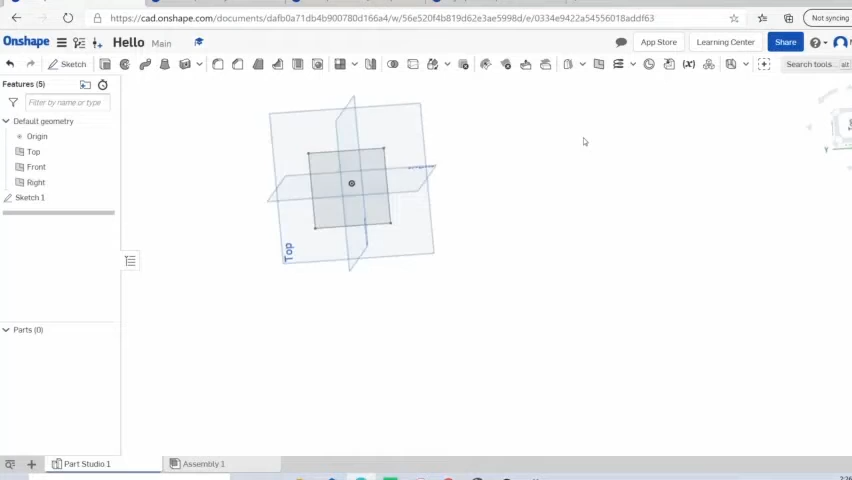 https://cad.onshape.com/documents/dafb0a71db4b900780d166a4/w/56e520f4b819d62e3ae5998d/e/0334e9422a54556018addf63
Not syncing
Onshape Hello Main App Store Learning Center Share
Sketch (x) Search tools... alt
Features (5)
Filter by name or type
Default geometry
Origin
Top
Front
Right
Sketch 1
Top
Parts (0)
Part Studio 1 Assembly 1